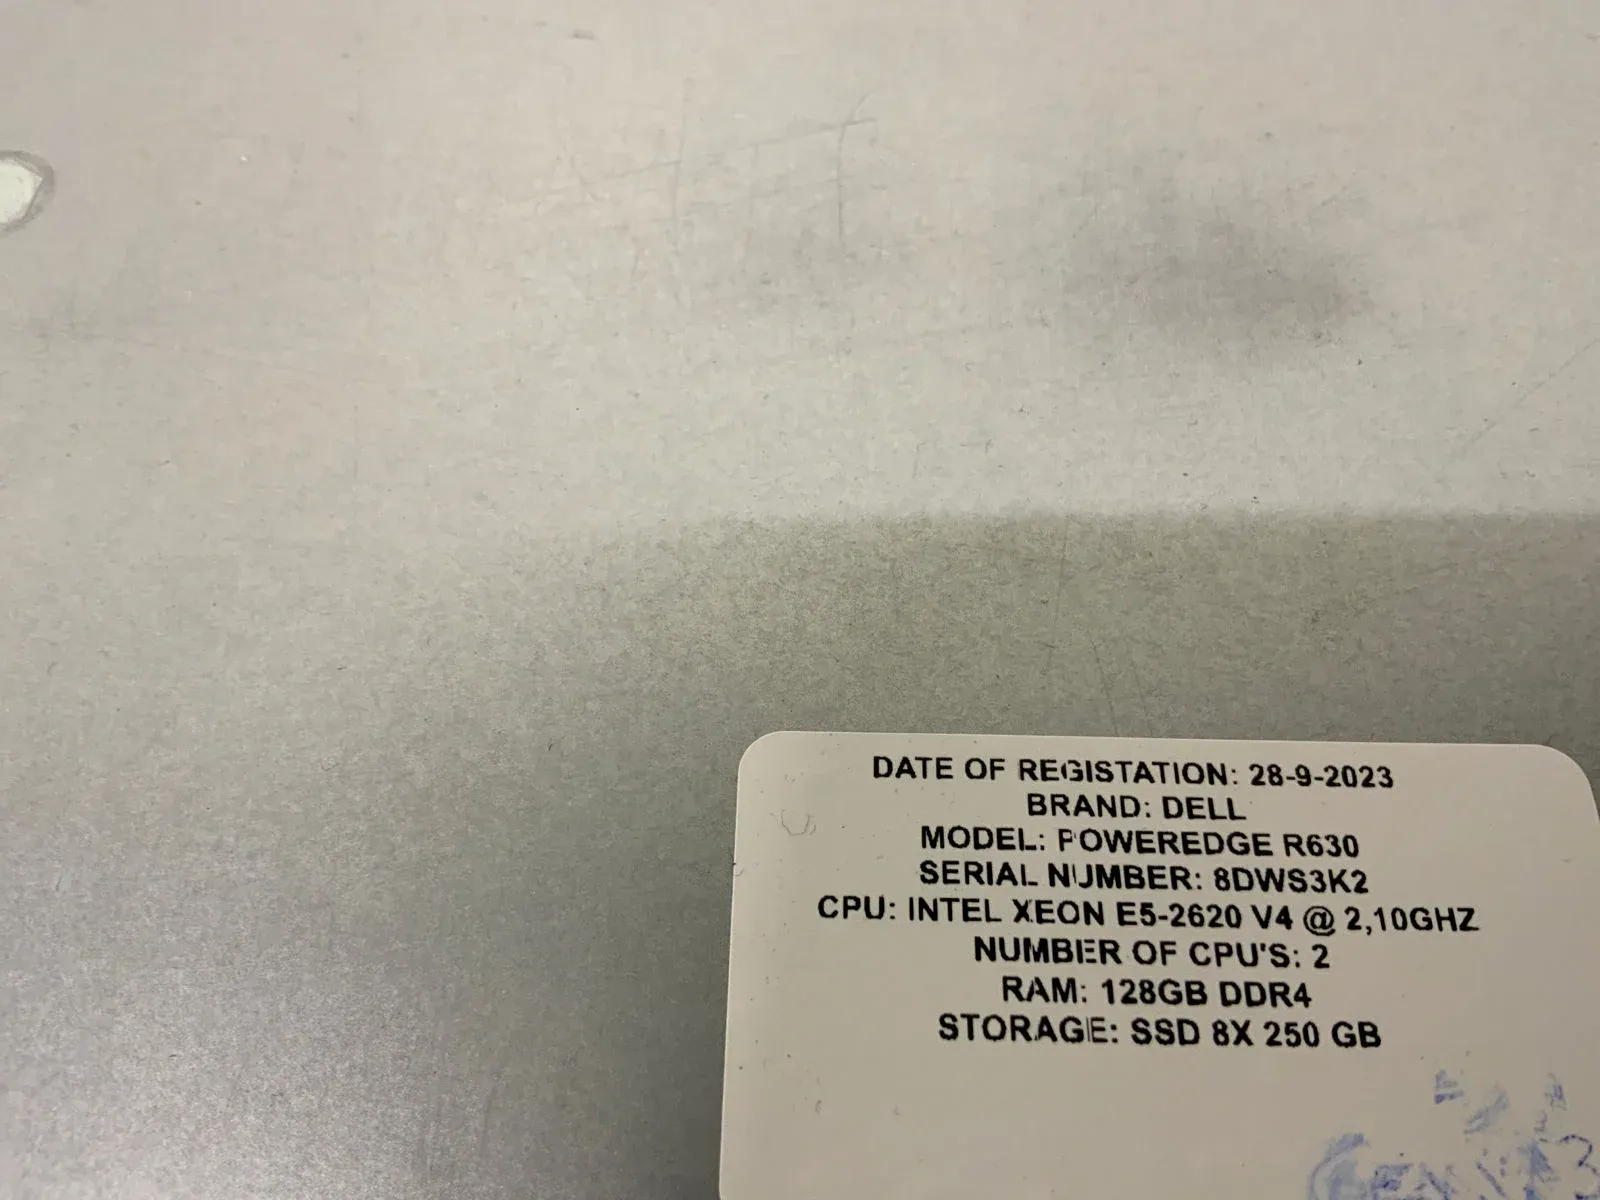 DATE OF REGISTATION: 28-9-2023
BRAND: DELL
MODEL: POWEREDGE R630
SERIAL NUMBER: 8DWS3K2
CPU: INTEL XEON E5-2620 V4 @ 2,10GHZ
NUMBER OF CPU'S: 2
RAM: 128GB DDR4
STORAGE: SSD 8X 250 GB